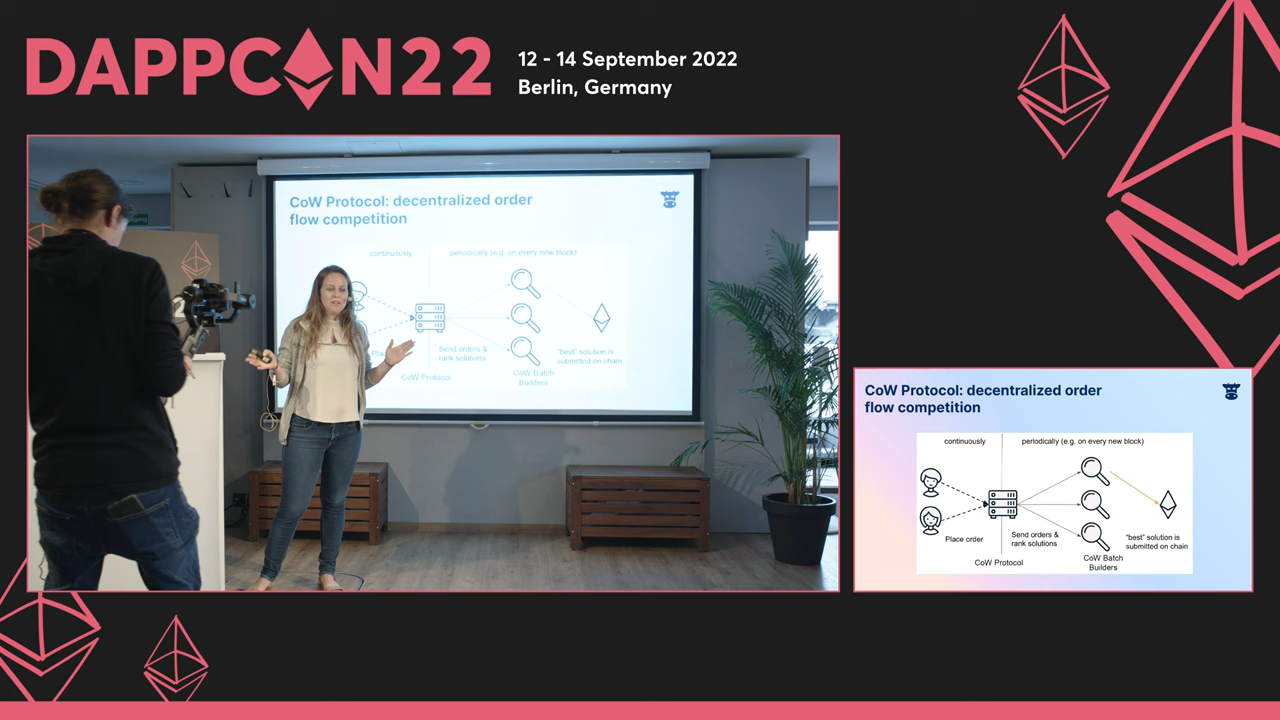 DAPPCON22
12 - 14 September 2022
Berlin, Germany
CoW Protocol: decentralized order
flow competition
continuously
periodically (e.g. on every new block)
Plac
Send orders &
rank solutions
"best" solution is
submitted on chain
CoW Protocol
CoW Batch
Builders
CoW Protocol: decentralized order
flow competition
continuously
periodically (e.g. on every new block)
Place order
Send orders &
rank solutions
"best" solution is
submitted on chain
CoW Protocol
CoW Batch
Builders